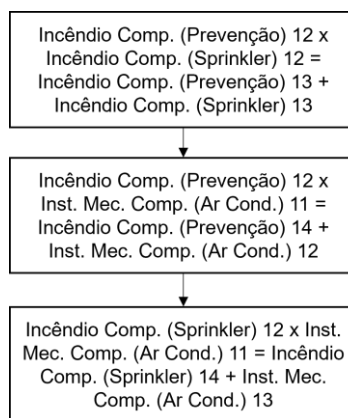 Incêndio Comp. (Prevenção) 12 x
Incêndio Comp. (Sprinkler) 12 =
Incêndio Comp. (Prevenção) 13 +
Incêndio Comp. (Sprinkler) 13
Incêndio Comp. (Prevenção) 12 x
Inst. Mec. Comp. (Ar Cond.) 11 =
Incêndio Comp. (Prevenção) 14 +
Inst. Mec. Comp. (Ar Cond.)
12
Incêndio Comp. (Sprinkler) 12 x Inst.
Mec. Comp. (Ar Cond.) 11 = Incêndio
Comp. (Sprinkler) 14 + Inst. Mec.
Comp. (Ar Cond.) 13